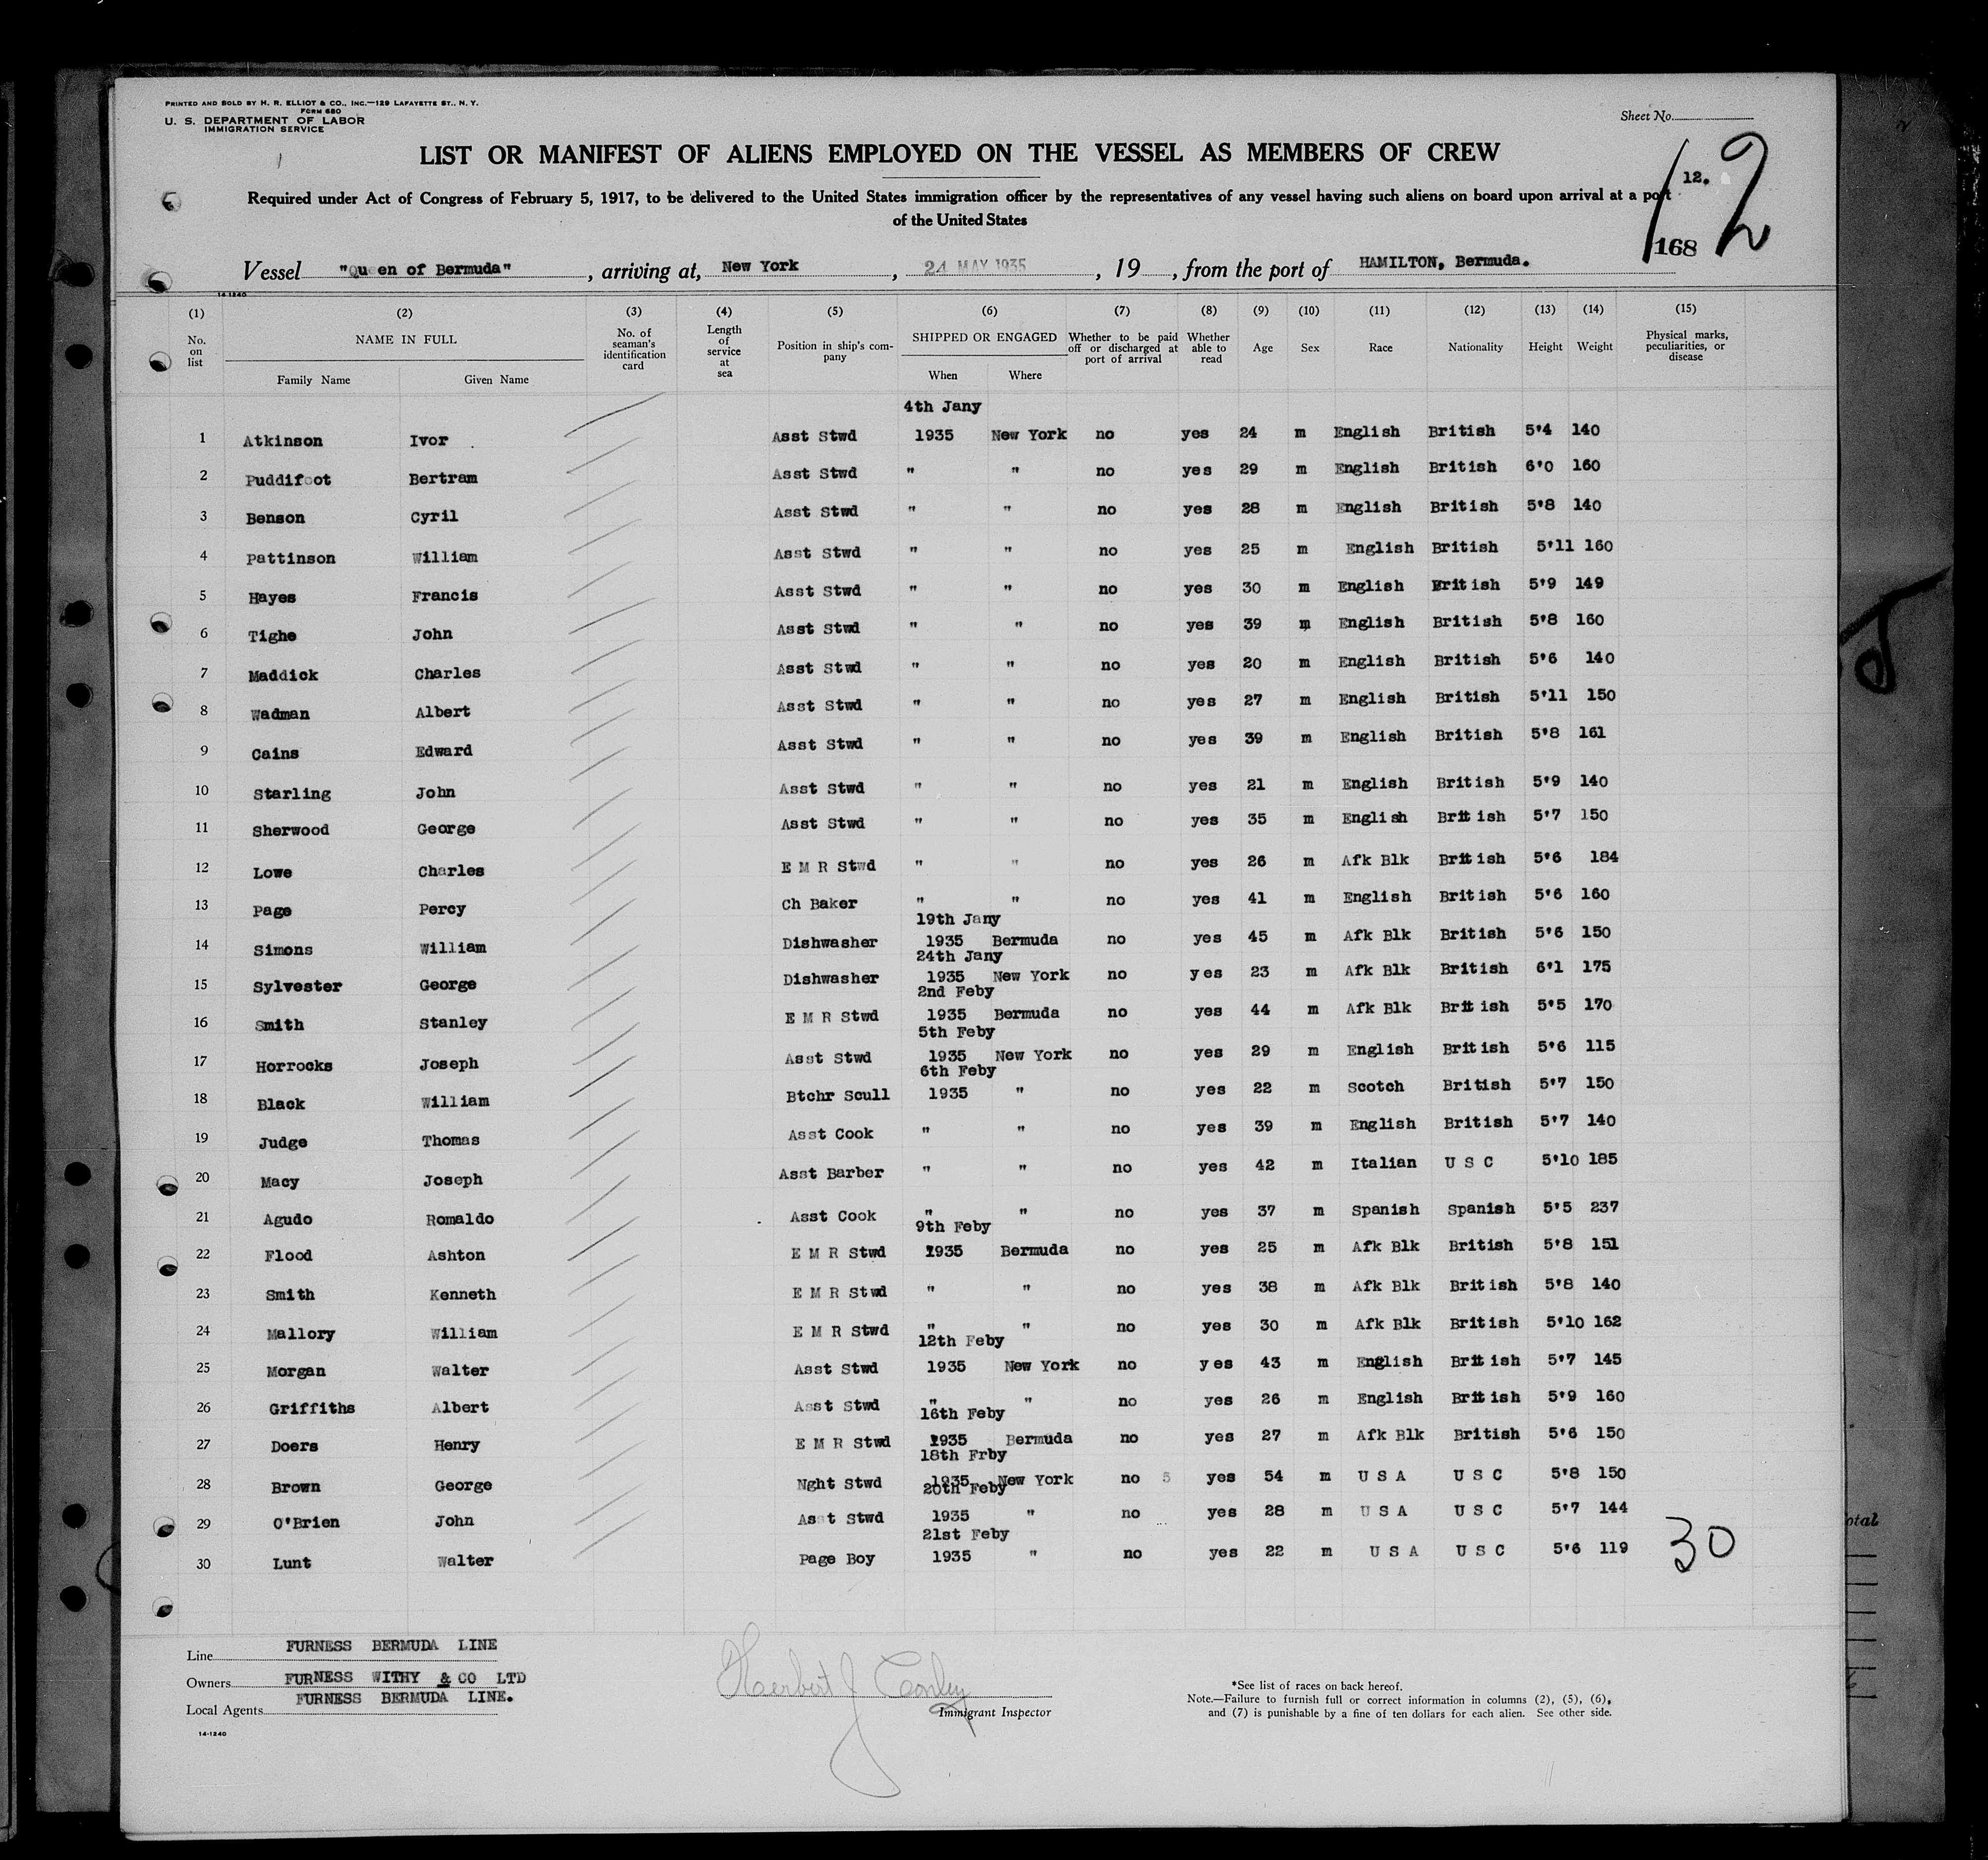 PRINTED AND SOLD BY H. R. ELLIOT & CO., INC.—129 LAFAYETTE ST., N. Y.
FORM 680
U. S. DEPARTMENT OF LABOR
IMMIGRATION SERVICE
Sheet No.
LIST OR MANIFEST OF ALIENS EMPLOYED ON THE VESSEL AS MEMBERS OF CREW
12.
12
Required under Act of Congress of February 5, 1917, to be delivered to the United States immigration officer by the representatives of any vessel having such aliens on board upon arrival at a port
of the United States
168
Vessel "Queen of Bermuda", arriving at, New York, 24 MAY 1935, 19, from the port of HAMILTON, Bermuda.
14-1240
(1) (2) (3) (4) (5) (6) (7) (8) (9) (10) (11) (12) (13) (14) (15)
No. on list NAME IN FULL Family Name Given Name No. of seaman's identification card Length of service at sea Position in ship's company SHIPPED OR ENGAGED When Where Whether to be paid off or discharged at port of arrival Whether able to read Age Sex Race Nationality Height Weight Physical marks, peculiarities, or disease
4th Jany
1 Atkinson Ivor Asst Stwd 1935 New York no yes 24 m English British 5'4 140
2 Puddifoot Bertram Asst Stwd " " no yes 29 m English British 6'0 160
3 Benson Cyril Asst Stwd " " no yes 28 m English British 5'8 140
4 Pattinson William Asst Stwd " " no yes 25 m English British 5'11 160
5 Hayes Francis Asst Stwd " " no yes 30 m English British 5'9 149
6 Tighe John Asst Stwd " " no yes 39 m English British 5'8 160
7 Maddick Charles Asst Stwd " " no yes 20 m English British 5'6 140
8 Wadman Albert Asst Stwd " " no yes 27 m English British 5'11 150
9 Cains Edward Asst Stwd " " no yes 39 m English British 5'8 161
10 Starling John Asst Stwd " " no yes 21 m English British 5'9 140
11 Sherwood George Asst Stwd " " no yes 35 m English British 5'7 150
12 Lowe Charles E M R Stwd " " no yes 26 m Afk Blk British 5'6 184
13 Page Percy Ch Baker " " no yes 41 m English British 5'6 160
19th Jany
14 Simons William Dishwasher 1935 Bermuda no yes 45 m Afk Blk British 5'6 150
24th Jany
15 Sylvester George Dishwasher 1935 New York no yes 23 m Afk Blk British 6'1 175
2nd Feby
16 Smith Stanley E M R Stwd 1935 Bermuda no yes 44 m Afk Blk British 5'5 170
5th Feby
17 Horrocks Joseph Asst Stwd 1935 New York no yes 29 m English British 5'6 115
6th Feby
18 Black William Btchr Scull 1935 " no yes 22 m Scotch British 5'7 150
19 Judge Thomas Asst Cook " " no yes 39 m English British 5'7 140
20 Macy Joseph Asst Barber " " no yes 42 m Italian U S C 5'10 185
21 Agudo Romaldo Asst Cook " " no yes 37 m Spanish Spanish 5'5 237
9th Feby
22 Flood Ashton E M R Stwd 1935 Bermuda no yes 25 m Afk Blk British 5'8 151
23 Smith Kenneth E M R Stwd " " no yes 38 m Afk Blk British 5'8 140
24 Mallory William E M R Stwd " " no yes 30 m Afk Blk British 5'10 162
12th Feby
25 Morgan Walter Asst Stwd 1935 New York no yes 43 m English British 5'7 145
26 Griffiths Albert Asst Stwd " " no yes 26 m English British 5'9 160
16th Feby
27 Doers Henry E M R Stwd 1935 Bermuda no yes 27 m Afk Blk British 5'6 150
18th Frby
28 Brown George Nght Stwd 1935 New York no 5 yes 54 m U S A U S C 5'8 150
20th Feby
29 O'Brien John Asst Stwd 1935 " no yes 28 m U S A U S C 5'7 144
21st Feby
30 Lunt Walter Page Boy 1935 " no yes 22 m U S A U S C 5'6 119
30
otal
Line FURNESS BERMUDA LINE
Owners FURNESS WITHY & CO LTD
Local Agents FURNESS BERMUDA LINE.
14-1240
Herbert J Conley
Immigrant Inspector
*See list of races on back hereof.
Note.—Failure to furnish full or correct information in columns (2), (5), (6),
and (7) is punishable by a fine of ten dollars for each alien. See other side.